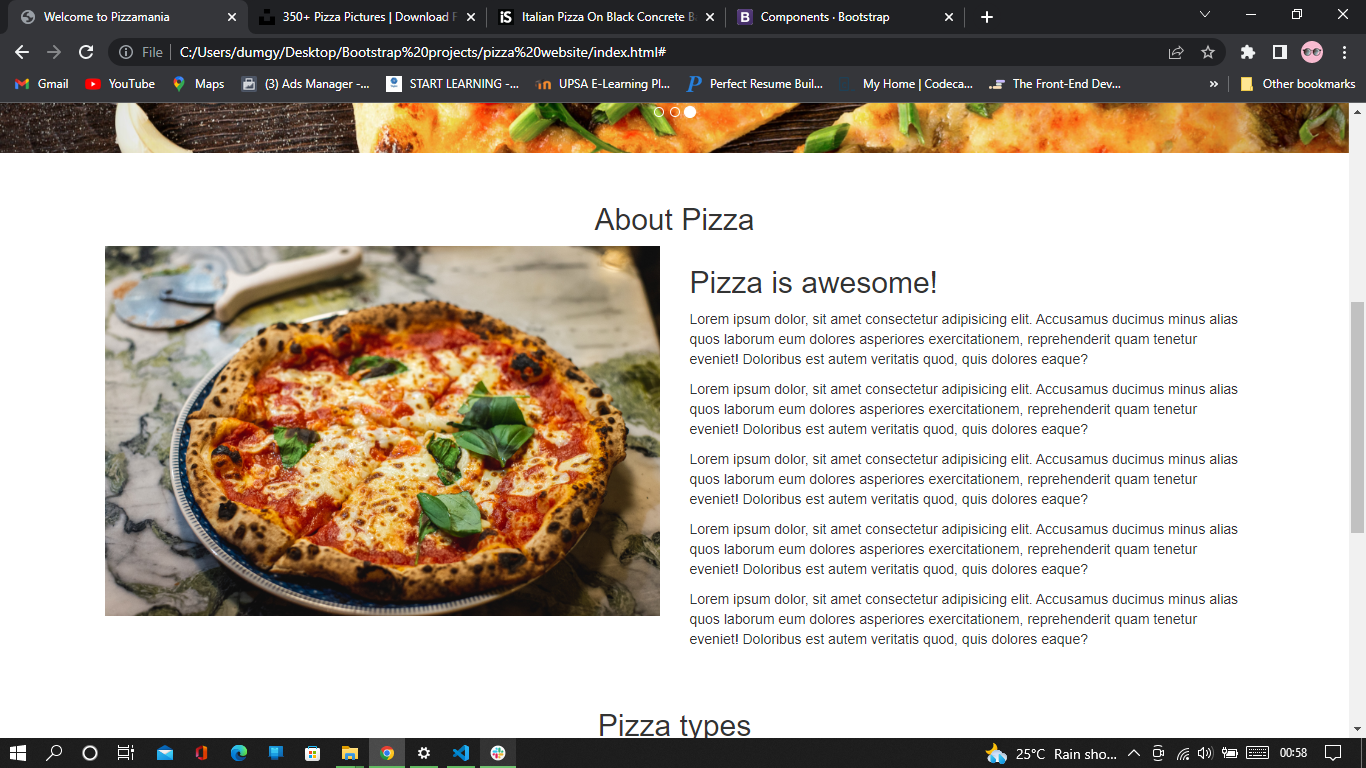 Welcome to Pizzamania
350+ Pizza Pictures | Download F
iS
Italian Pizza On Black Concrete B
B
Components · Bootstrap
File
C:/Users/dumgy/Desktop/Bootstrap%20projects/pizza%20website/index.html#
Gmail
YouTube
Maps
(3) Ads Manager -...
START LEARNING -...
UPSA E-Learning Pl...
Perfect Resume Buil...
My Home | Codeca...
The Front-End Dev...
»
Other bookmarks
About Pizza
Pizza is awesome!
Lorem ipsum dolor, sit amet consectetur adipisicing elit. Accusamus ducimus minus alias
quos laborum eum dolores asperiores exercitationem, reprehenderit quam tenetur
eveniet! Doloribus est autem veritatis quod, quis dolores eaque?
Lorem ipsum dolor, sit amet consectetur adipisicing elit. Accusamus ducimus minus alias
quos laborum eum dolores asperiores exercitationem, reprehenderit quam tenetur
eveniet! Doloribus est autem veritatis quod, quis dolores eaque?
Lorem ipsum dolor, sit amet consectetur adipisicing elit. Accusamus ducimus minus alias
quos laborum eum dolores asperiores exercitationem, reprehenderit quam tenetur
eveniet! Doloribus est autem veritatis quod, quis dolores eaque?
Lorem ipsum dolor, sit amet consectetur adipisicing elit. Accusamus ducimus minus alias
quos laborum eum dolores asperiores exercitationem, reprehenderit quam tenetur
eveniet! Doloribus est autem veritatis quod, quis dolores eaque?
Lorem ipsum dolor, sit amet consectetur adipisicing elit. Accusamus ducimus minus alias
quos laborum eum dolores asperiores exercitationem, reprehenderit quam tenetur
eveniet! Doloribus est autem veritatis quod, quis dolores eaque?
Pizza types
25°C Rain sho...
00:58